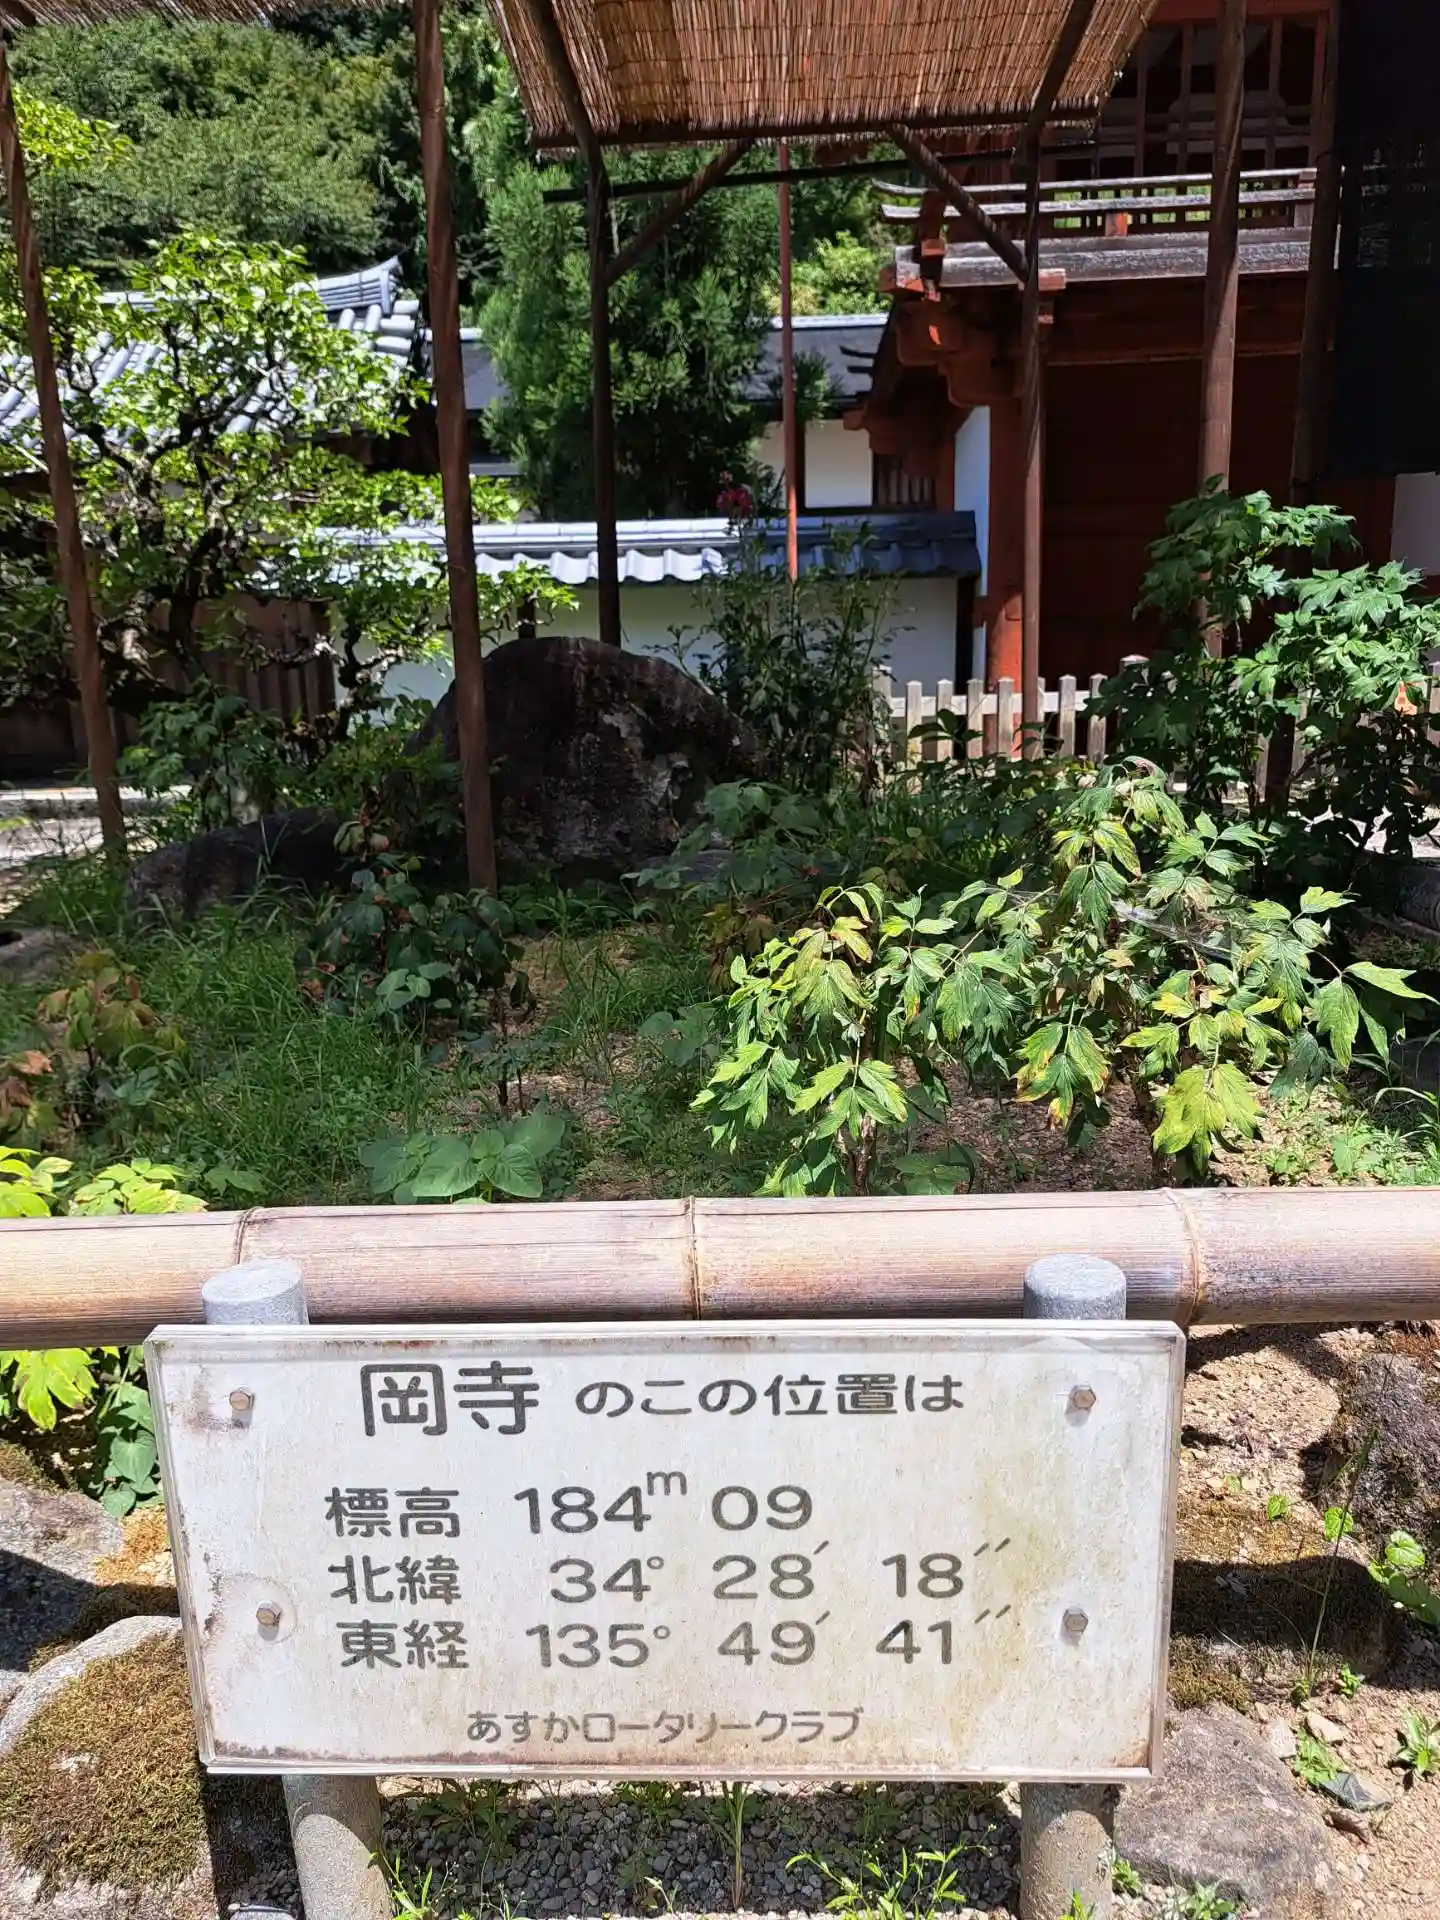 岡寺のこの位置は
標高 184m 09
北緯 34° 28′ 18″
東経 135° 49′ 41″
あすかロータリークラブ